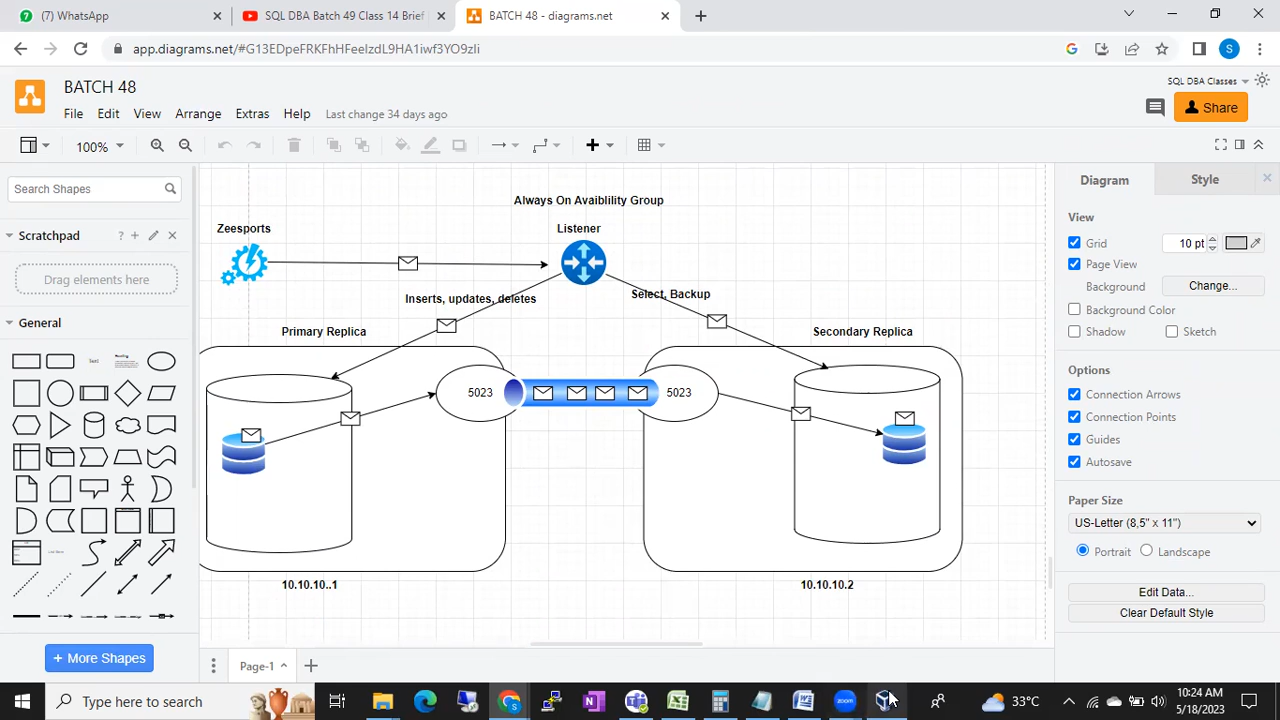 WhatsApp
SQL DBA Batch 49 Class 14 Brief
BATCH 48 - diagrams.net
app.diagrams.net/#G13EDpeFRKFhHFeelzdL9HA1iwf3YO9zli
S
BATCH 48
SQL DBA Classes
File Edit View Arrange Extras Help Last change 34 days ago
Share
100%
Search Shapes
Scratchpad
Drag elements here
General
Text
Heading
More Shapes
Always On Avaiblility Group
Zeesports
Listener
Inserts, updates, deletes
Select, Backup
Primary Replica
Secondary Replica
5023
5023
10.10.10..1
10.10.10.2
Page-1
Diagram Style
View
Grid 10 pt
Page View
Background Change...
Background Color
Shadow Sketch
Options
Connection Arrows
Connection Points
Guides
Autosave
Paper Size
US-Letter (8,5" x 11")
Portrait Landscape
Edit Data...
Clear Default Style
Type here to search
zoom
33°C
10:24 AM
5/18/2023